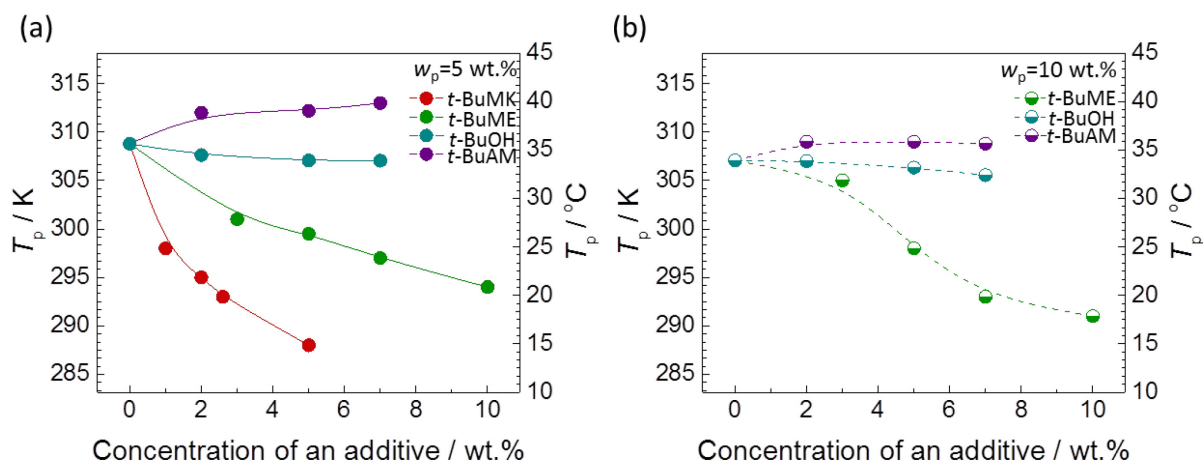 (a)
w_p=5 wt.%
t-BuMK
t-BuME
t-BuOH
t-BuAM
315
310
305
300
295
290
285
T_p / K
45
40
35
30
25
20
15
10
T_p / °C
0 2 4 6 8 10
Concentration of an additive / wt.%
(b)
w_p=10 wt.%
t-BuME
t-BuOH
t-BuAM
315
310
305
300
295
290
285
T_p / K
45
40
35
30
25
20
15
10
T_p / °C
0 2 4 6 8 10
Concentration of an additive / wt.%